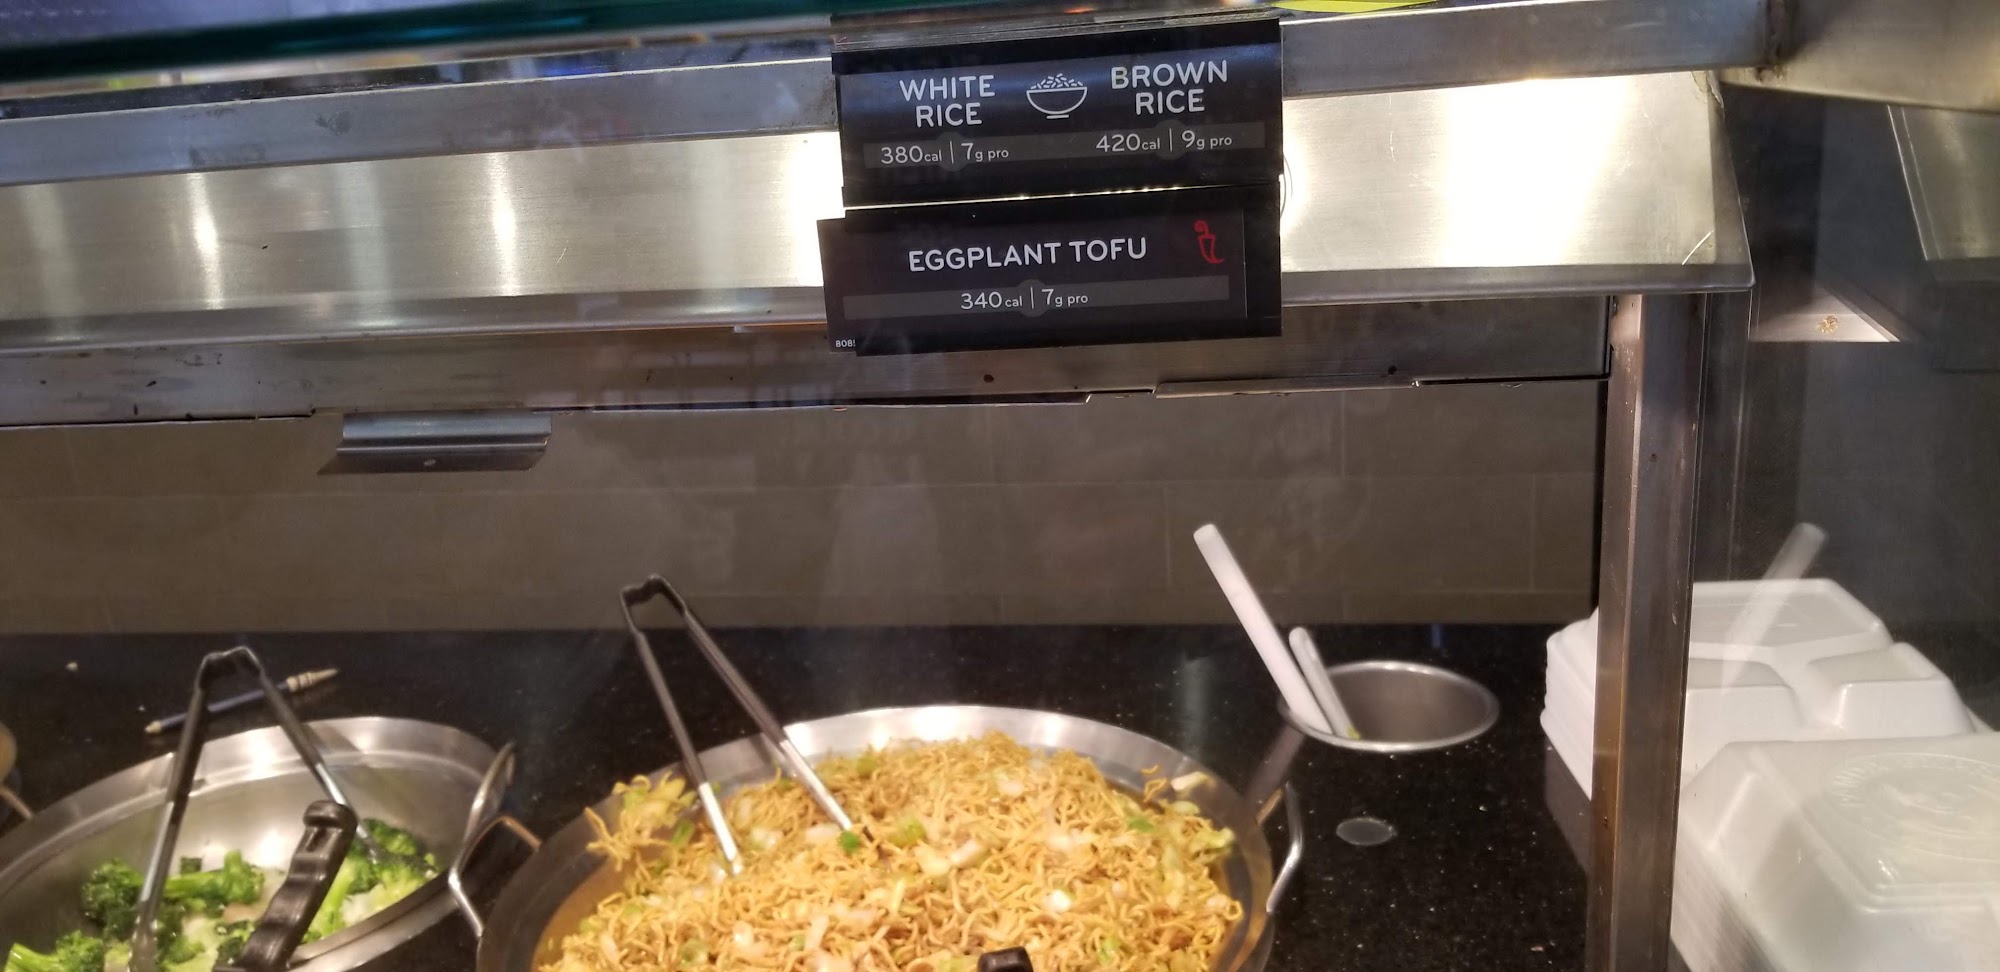 WHITE
RICE
380cal | 7g pro
BROWN
RICE
420cal | 9g pro
EGGPLANT TOFU
340cal | 7g pro